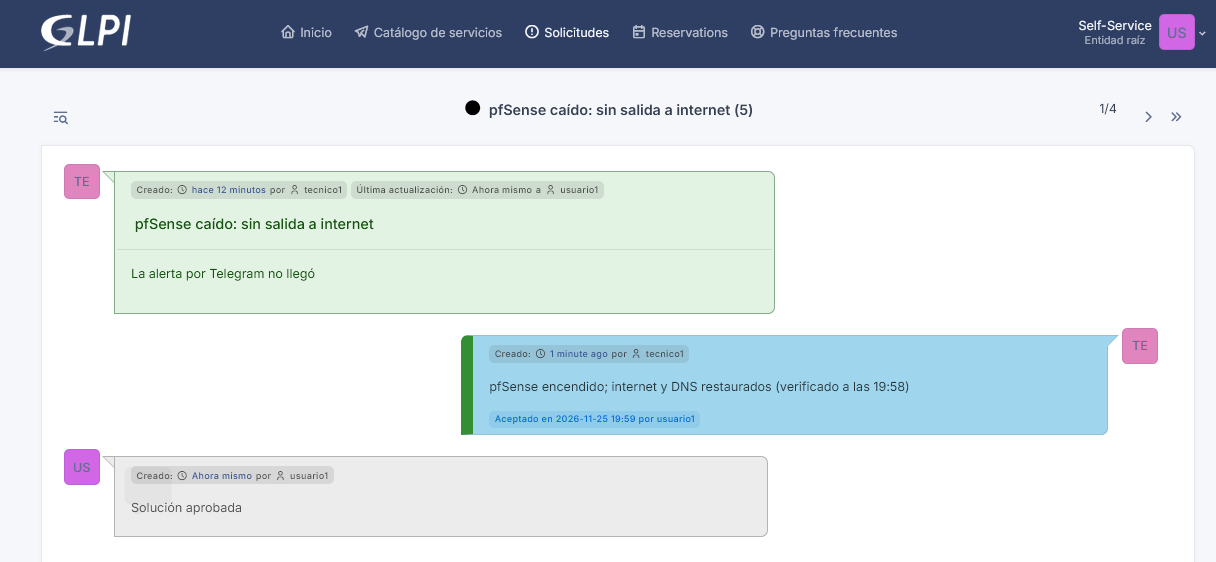 GLPI
Inicio
Catálogo de servicios
Solicitudes
Reservations
Preguntas frecuentes
Self-Service
Entidad raíz
US
pfSense caído: sin salida a internet (5)
1/4
TE
Creado: hace 12 minutos por tecnico1 Última actualización: Ahora mismo a usuario1
pfSense caído: sin salida a internet
La alerta por Telegram no llegó
TE
Creado: 1 minute ago por tecnico1
pfSense encendido; internet y DNS restaurados (verificado a las 19:58)
Aceptado en 2026-11-25 19:59 por usuario1
US
Creado: Ahora mismo por usuario1
Solución aprobada